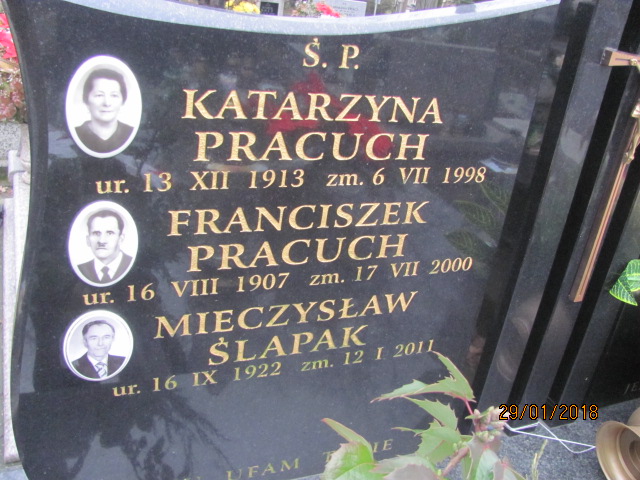 Ś. P.
KATARZYNA
PRACUCH
ur. 13 XII 1913 zm. 6 VII 1998
FRANCISZEK
PRACUCH
ur. 16 VIII 1907 zm. 17 VII 2000
MIECZYSŁAW
ŚLAPAK
ur. 16 IX 1922 zm. 12 I 2011
UFAM
29/01/2018